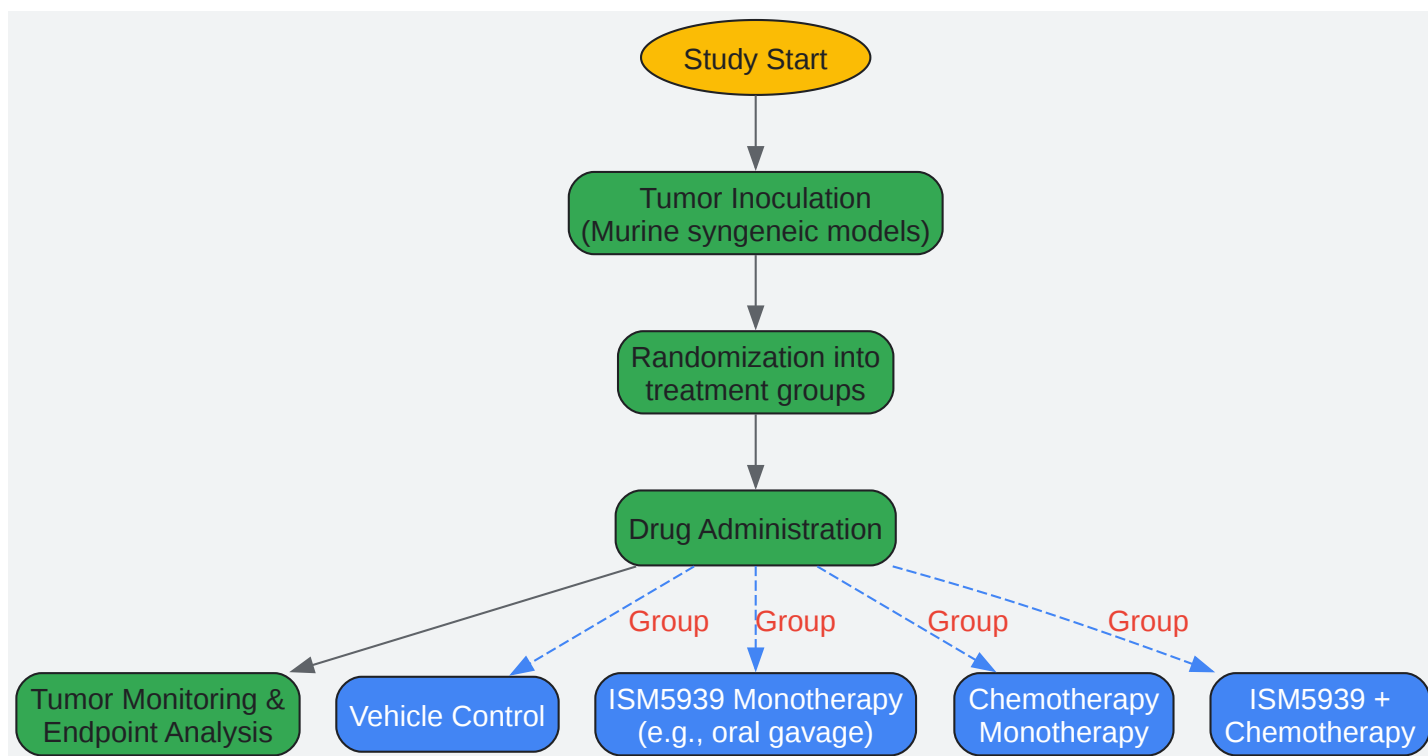 Study Start
Tumor Inoculation
(Murine syngeneic models)
Randomization into
treatment groups
Drug Administration
Group
Group
Group
Group
Tumor Monitoring &
Endpoint Analysis
Vehicle Control
ISM5939 Monotherapy
(e.g., oral gavage)
Chemotherapy
Monotherapy
ISM5939 +
Chemotherapy